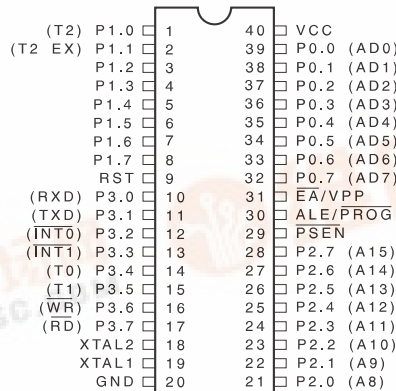 (T2) P1.0 1 40 VCC
(T2 EX) P1.1 2 39 P0.0 (AD0)
P1.2 3 38 P0.1 (AD1)
P1.3 4 37 P0.2 (AD2)
P1.4 5 36 P0.3 (AD3)
P1.5 6 35 P0.4 (AD4)
P1.6 7 34 P0.5 (AD5)
P1.7 8 33 P0.6 (AD6)
RST 9 32 P0.7 (AD7)
(RXD) P3.0 10 31 EA/VPP
(TXD) P3.1 11 30 ALE/PROG
(INT0) P3.2 12 29 PSEN
(INT1) P3.3 13 28 P2.7 (A15)
(T0) P3.4 14 27 P2.6 (A14)
(T1) P3.5 15 26 P2.5 (A13)
(WR) P3.6 16 25 P2.4 (A12)
(RD) P3.7 17 24 P2.3 (A11)
XTAL2 18 23 P2.2 (A10)
XTAL1 19 22 P2.1 (A9)
GND 20 21 P2.0 (A8)